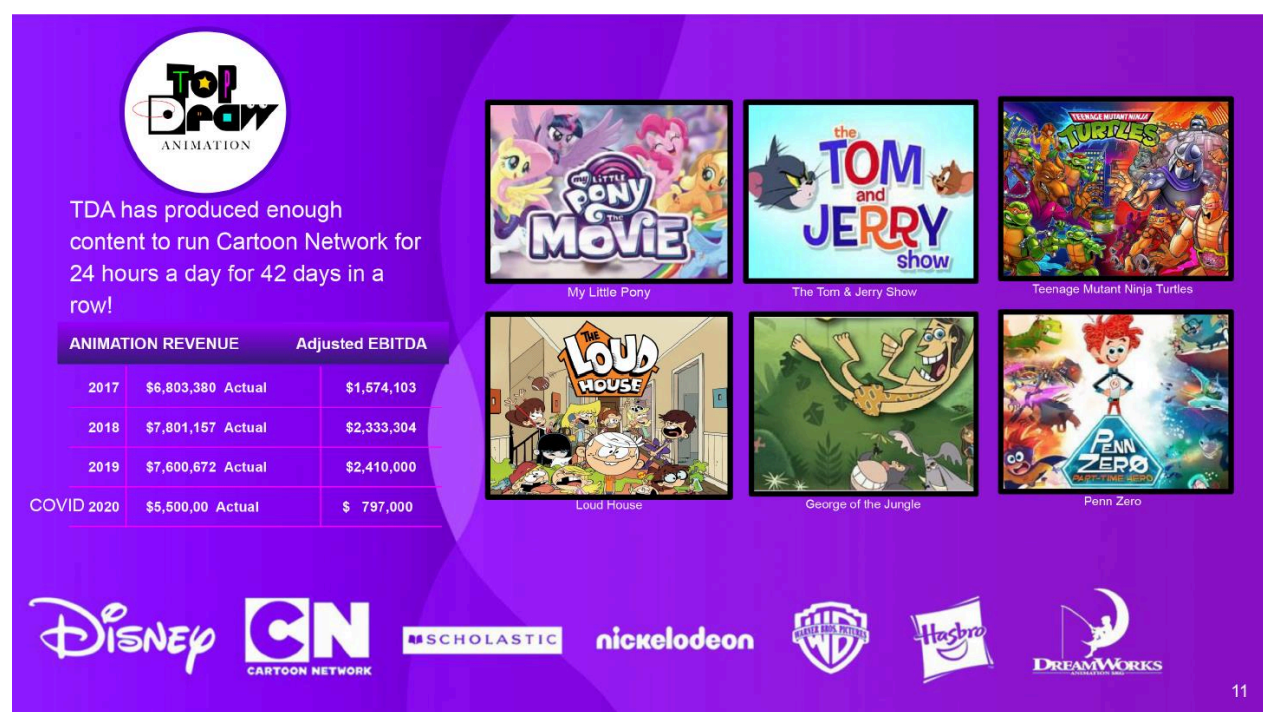 TOP
DRAW
ANIMATION
TDA has produced enough
content to run Cartoon Network for
24 hours a day for 42 days in a
row!
ANIMATION REVENUE Adjusted EBITDA
2017 $6,803,380 Actual $1,574,103
2018 $7,801,157 Actual $2,333,304
2019 $7,600,672 Actual $2,410,000
COVID 2020 $5,500,00 Actual $ 797,000
my LiTTLE
PONY
The
MOVIE
My Little Pony
the
TOM
and
JERRY
show
The Tom & Jerry Show
TEENAGE MUTANT NINJA
TURTLES
Teenage Mutant Ninja Turtles
THE
LOUD
HOUSE
Loud House
George of the Jungle
PENN
ZERO
PART-TIME HERO
Penn Zero
Disney
CN
CARTOON NETWORK
SCHOLASTIC
nickelodeon
WB
WARNER BROS. PICTURES
Hasbro
DREAMWORKS
ANIMATION SKG
11